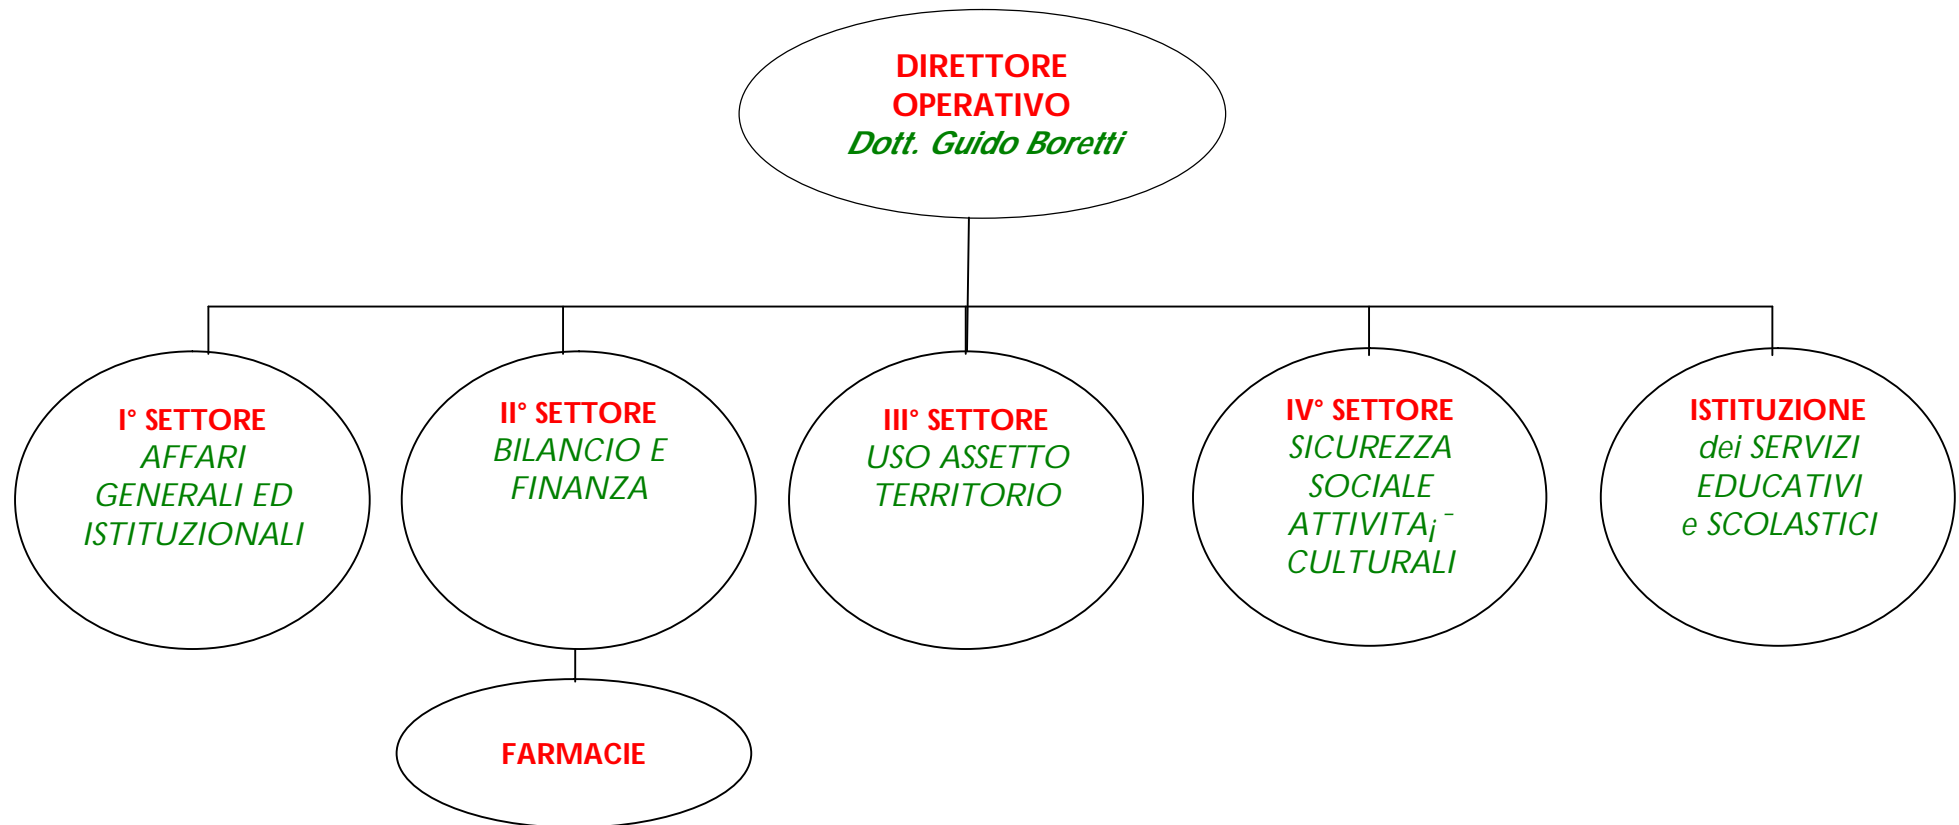 DIRETTORE
OPERATIVO
Dott. Guido Boretti
I° SETTORE
AFFARI
GENERALI ED
ISTITUZIONALI
II° SETTORE
BILANCIO E
FINANZA
III° SETTORE
USO ASSETTO
TERRITORIO
IV° SETTORE
SICUREZZA
SOCIALE
ATTIVITA¡¯
CULTURALI
ISTITUZIONE
dei SERVIZI
EDUCATIVI
e SCOLASTICI
FARMACIE